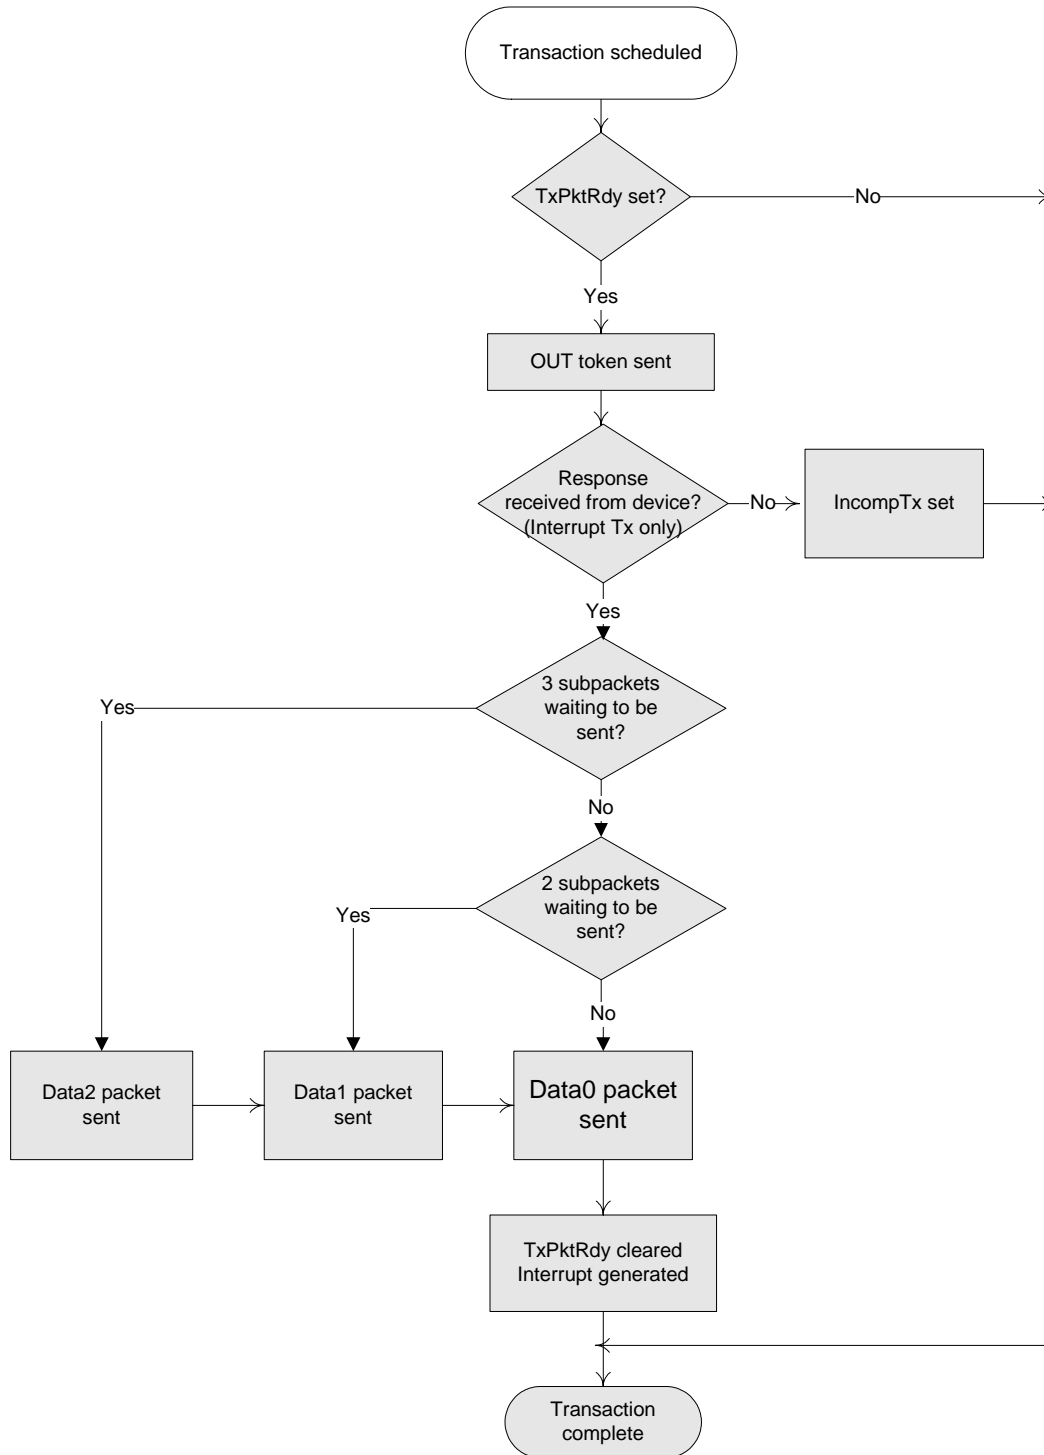 Transaction scheduled
TxPktRdy set?
No
Yes
OUT token sent
Response
received from device?
(Interrupt Tx only)
No
IncompTx set
Yes
3 subpackets
waiting to be
sent?
Yes
No
2 subpackets
waiting to be
sent?
Yes
No
Data2 packet
sent
Data1 packet
sent
Data0 packet
sent
TxPktRdy cleared
Interrupt generated
Transaction
complete